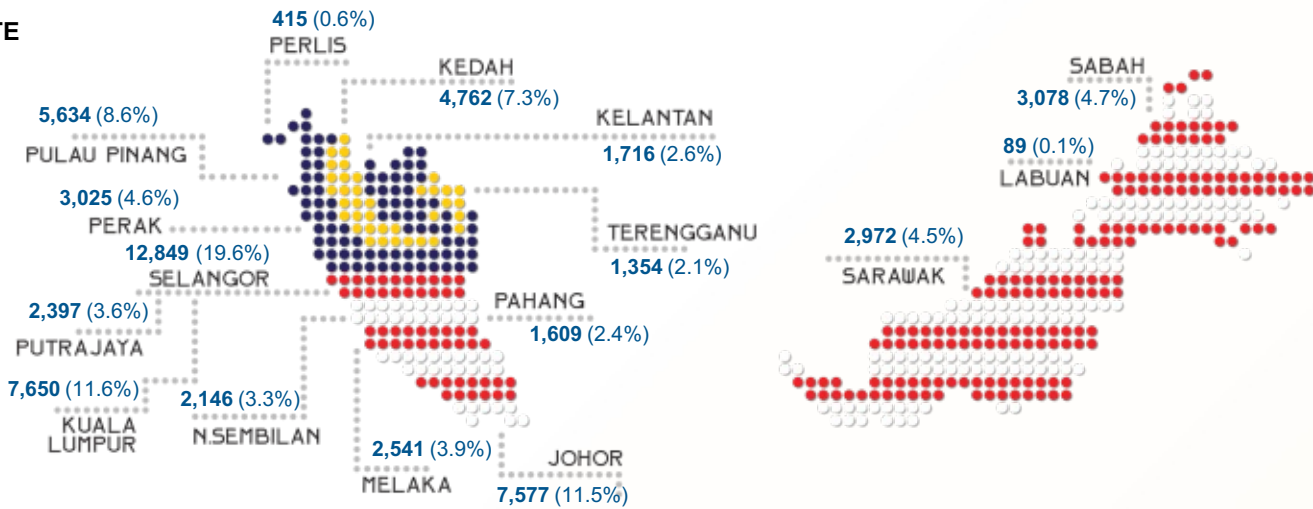 TE
415 (0.6%)
PERLIS
KEDAH
4,762 (7.3%)
KELANTAN
1,716 (2.6%)
5,634 (8.6%)
PULAU PINANG
3,025 (4.6%)
PERAK
12,849 (19.6%)
SELANGOR
2,397 (3.6%)
PUTRAJAYA
7,650 (11.6%)
KUALA
LUMPUR
2,146 (3.3%)
N.SEMBILAN
2,541 (3.9%)
MELAKA
JOHOR
7,577 (11.5%)
PAHANG
1,609 (2.4%)
TERENGGANU
1,354 (2.1%)
SABAH
3,078 (4.7%)
89 (0.1%)
LABUAN
2,972 (4.5%)
SARAWAK